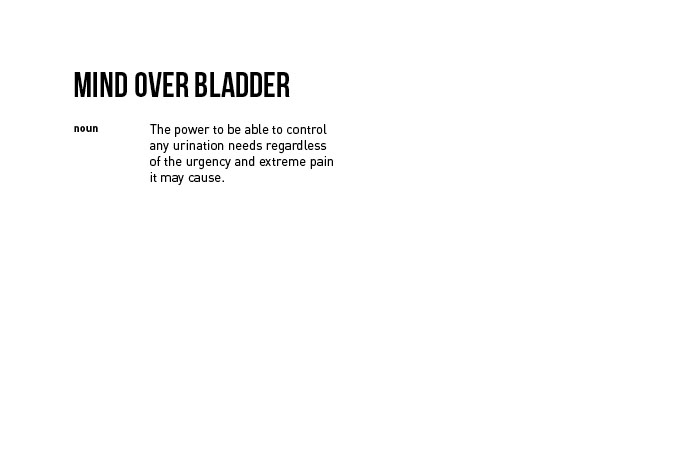 MIND OVER BLADDER
noun
The power to be able to control
any urination needs regardless
of the urgency and extreme pain
it may cause.